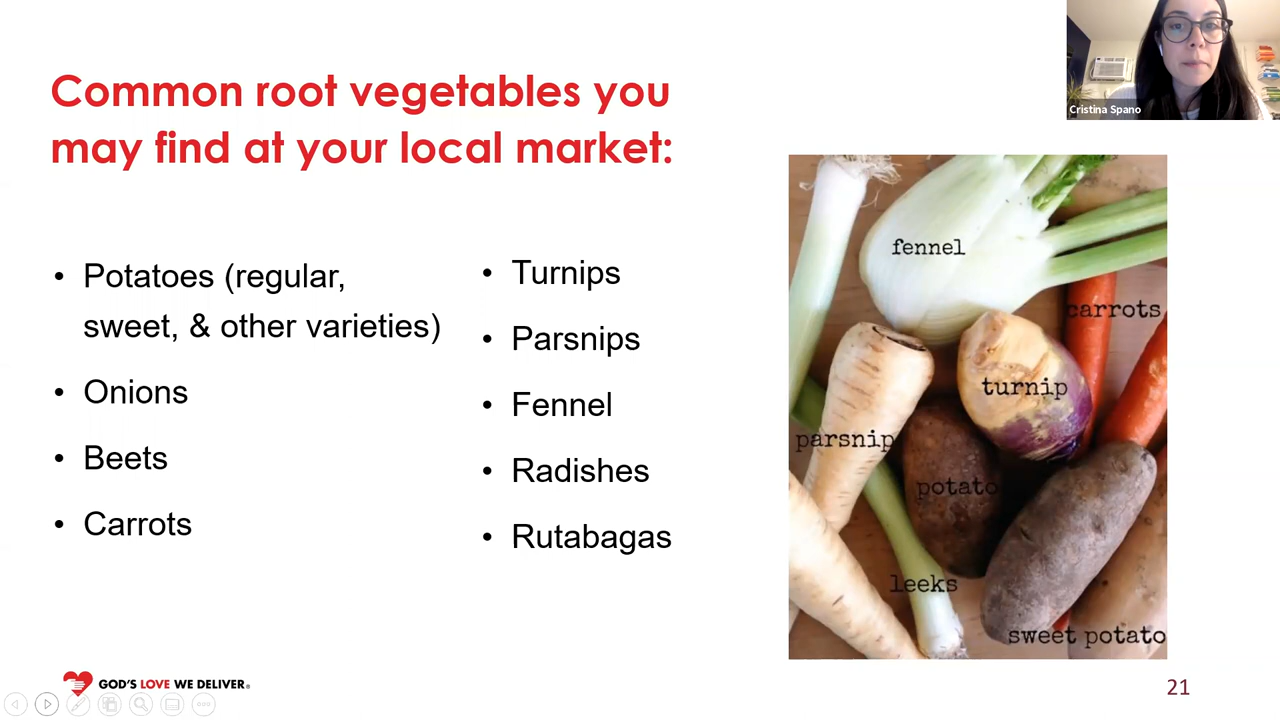 Common root vegetables you
may find at your local market:
Cristina Spano
• Potatoes (regular,
sweet, & other varieties)
• Onions
• Beets
• Carrots
• Turnips
• Parsnips
• Fennel
• Radishes
• Rutabagas
fennel
carrots
turnip
parsnip
potato
leeks
sweet potato
GOD'S LOVE WE DELIVER®
21